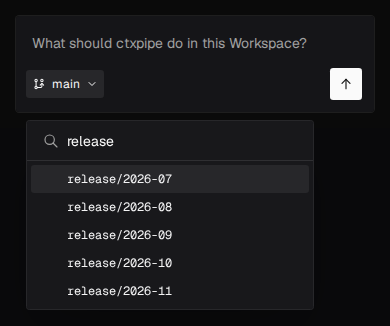 What should ctxpipe do in this Workspace?
main
release
release/2026-07
release/2026-08
release/2026-09
release/2026-10
release/2026-11